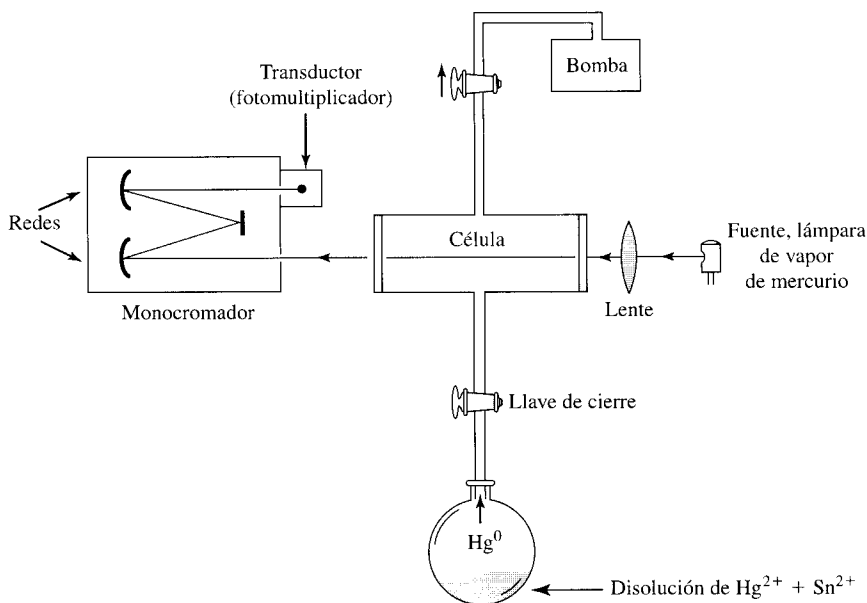 Bomba
Transductor
(fotomultiplicador)
Redes
Célula
Fuente, lámpara
de vapor
de mercurio
Monocromador
Lente
Llave de cierre
Hg⁰
Disolución de Hg²⁺ + Sn²⁺